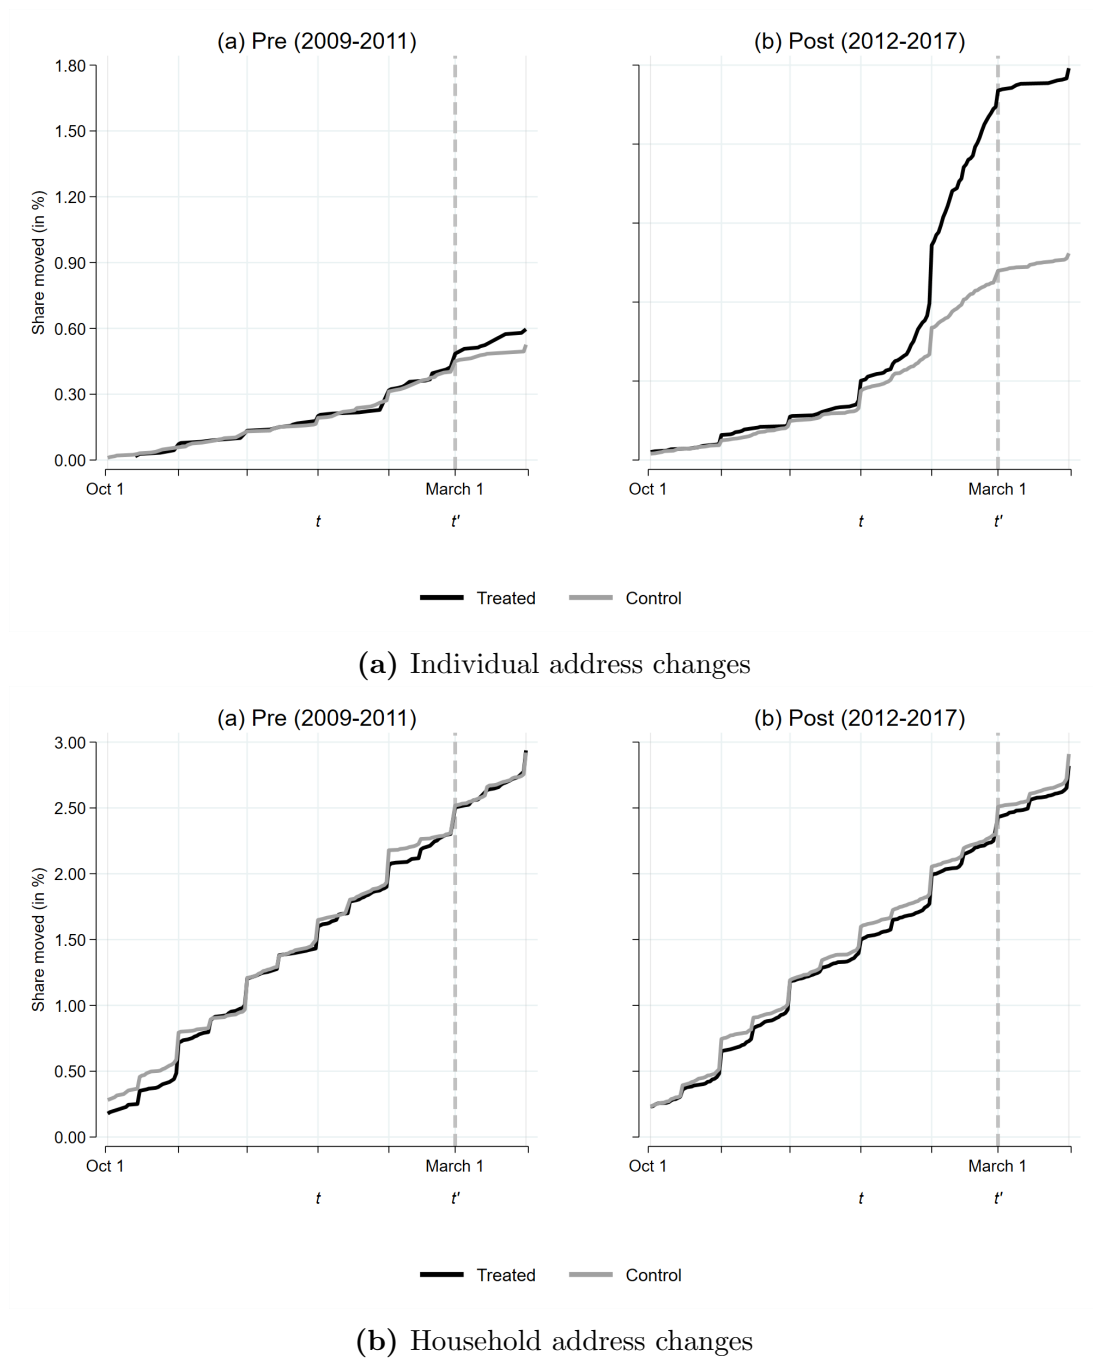 (a) Pre (2009-2011) (b) Post (2012-2017)
1.80
1.50
1.20
0.90
0.60
0.30
0.00
Share moved (in %)
Oct 1 March 1 Oct 1 March 1
t t' t t'
Treated Control
(a) Individual address changes
(a) Pre (2009-2011) (b) Post (2012-2017)
3.00
2.50
2.00
1.50
1.00
0.50
0.00
Share moved (in %)
Oct 1 March 1 Oct 1 March 1
t t' t t'
Treated Control
(b) Household address changes